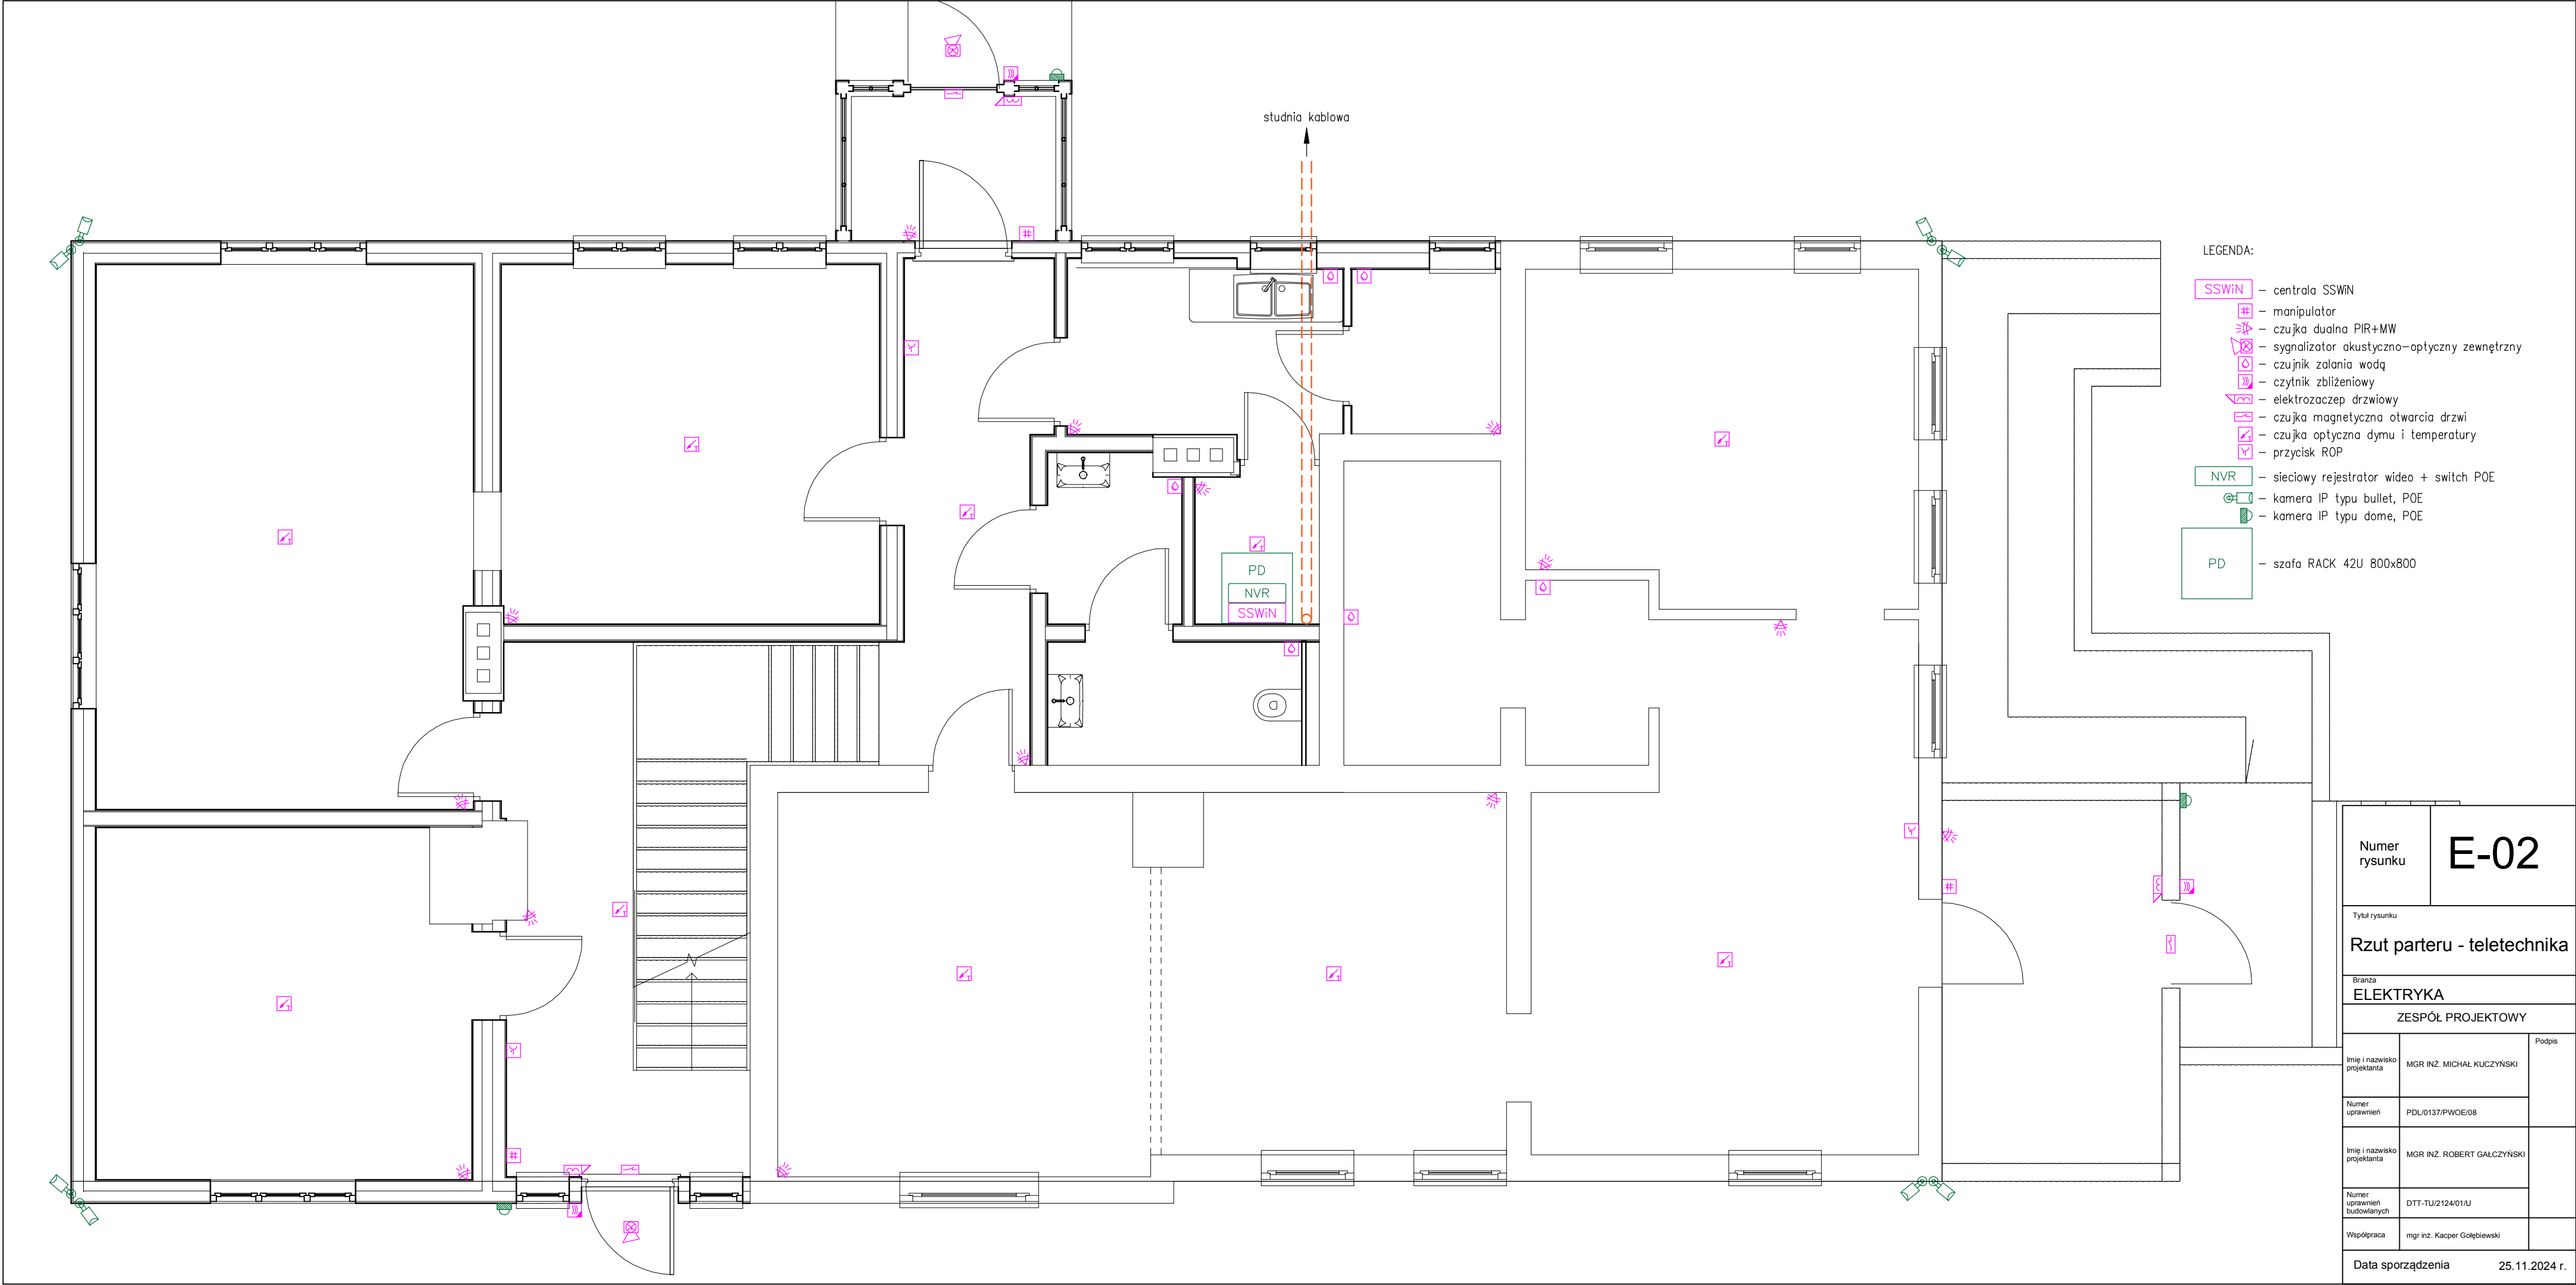 studnia kablowa
PD
NVR
SSWiN
LEGENDA:
SSWiN – centrala SSWiN
# – manipulator
– czujka dualna PIR+MW
– sygnalizator akustyczno–optyczny zewnętrzny
– czujnik zalania wodą
– czytnik zbliżeniowy
– elektrozaczep drzwiowy
– czujka magnetyczna otwarcia drzwi
– czujka optyczna dymu i temperatury
– przycisk ROP
NVR – sieciowy rejestrator wideo + switch POE
– kamera IP typu bullet, POE
– kamera IP typu dome, POE
PD – szafa RACK 42U 800x800
Numer
rysunku
E-02
Tytuł rysunku
Rzut parteru - teletechnika
Branża
ELEKTRYKA
ZESPÓŁ PROJEKTOWY
Imię i nazwisko
projektanta
MGR INŻ. MICHAŁ KUCZYŃSKI
Podpis
Numer
uprawnień
PDL/0137/PWOE/08
Imię i nazwisko
projektanta
MGR INŻ. ROBERT GAŁCZYŃSKI
Numer
uprawnień
budowlanych
DTT-TU/2124/01/U
Współpraca
mgr inż. Kacper Gołębiewski
Data sporządzenia 25.11.2024 r.